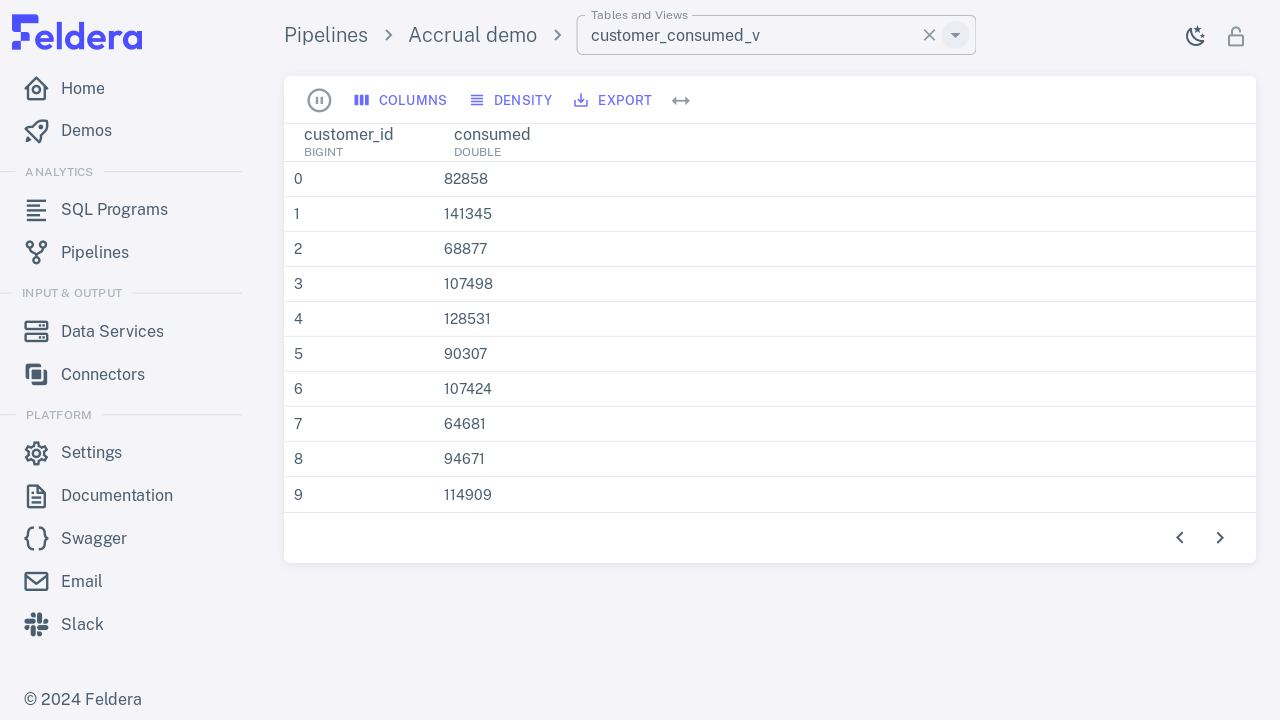 Feldera
Pipelines > Accrual demo >
Tables and Views
customer_consumed_v
Home
Demos
ANALYTICS
SQL Programs
Pipelines
INPUT & OUTPUT
Data Services
Connectors
PLATFORM
Settings
Documentation
Swagger
Email
Slack
© 2024 Feldera
COLUMNS DENSITY EXPORT
customer_id consumed
BIGINT DOUBLE
0 82858
1 141345
2 68877
3 107498
4 128531
5 90307
6 107424
7 64681
8 94671
9 114909